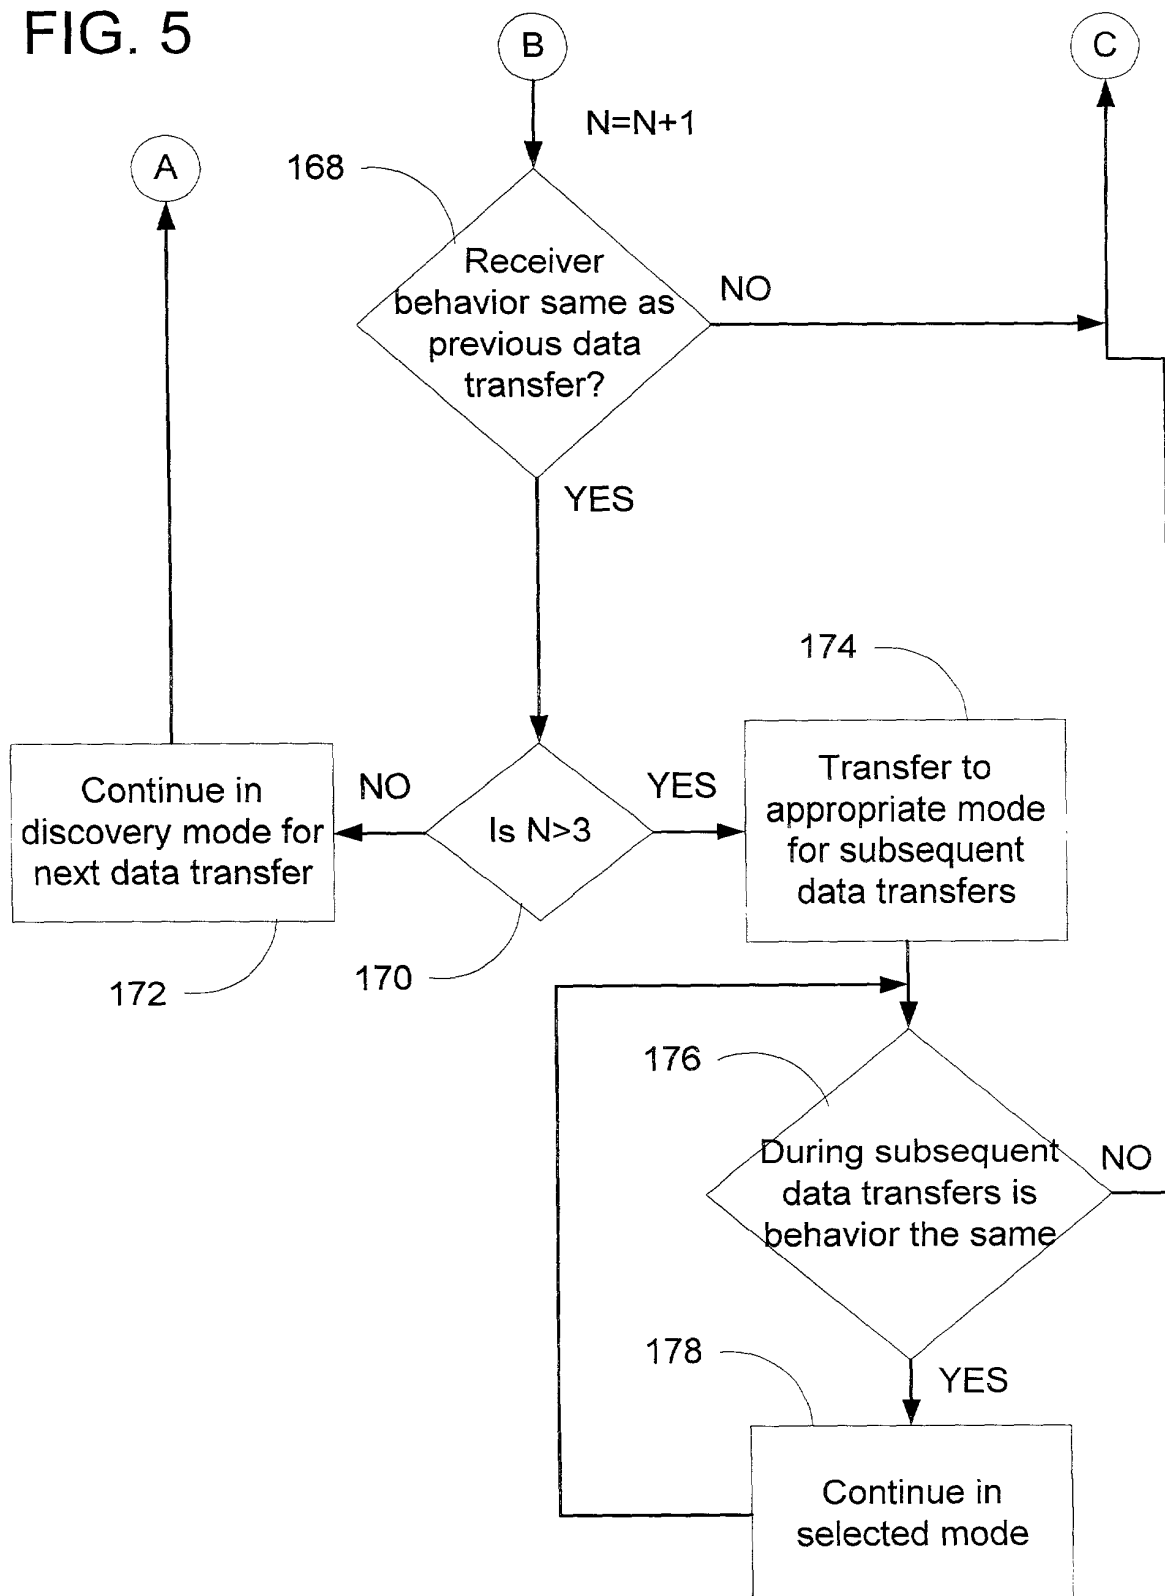 FIG. 5
B
C
N=N+1
A
168
Receiver
behavior same as
previous data
transfer?
NO
YES
174
Continue in
discovery mode for
next data transfer
NO
Is N>3
YES
Transfer to
appropriate mode
for subsequent
data transfers
172
170
176
During subsequent
data transfers is
behavior the same
NO
178
YES
Continue in
selected mode